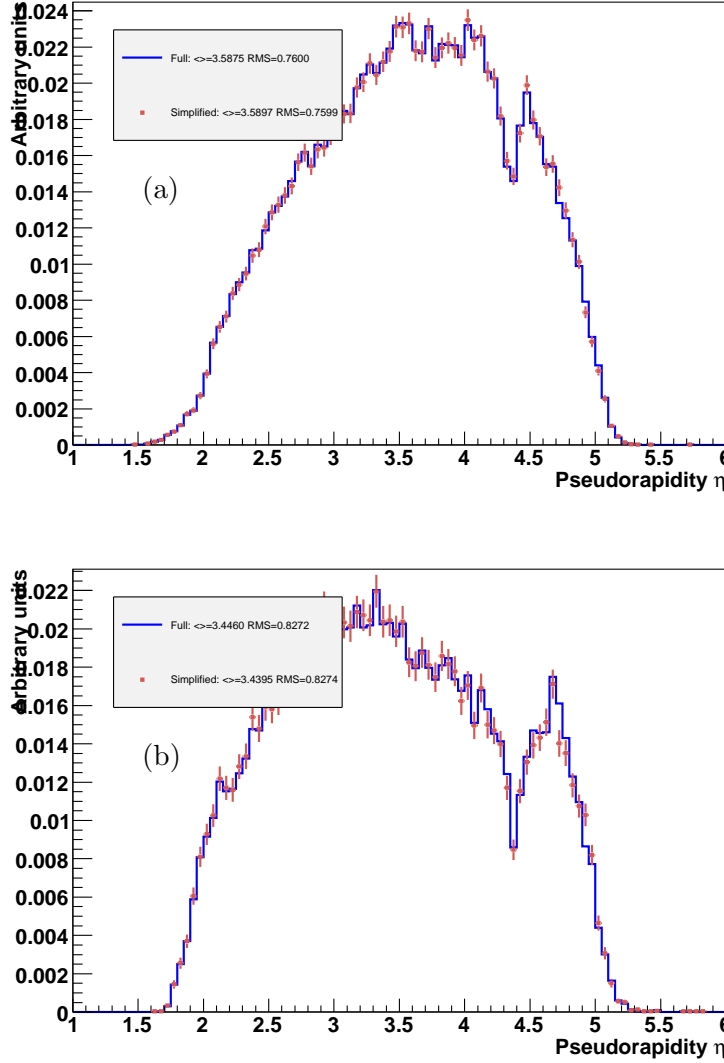 Arbitrary units
0.024
0.022
0.02
0.018
0.016
0.014
0.012
0.01
0.008
0.006
0.004
0.002
0
Full: <>=3.5875 RMS=0.7600
Simplified: <>=3.5897 RMS=0.7599
(a)
1 1.5 2 2.5 3 3.5 4 4.5 5 5.5 6
Pseudorapidity η
Arbitrary units
0.022
0.02
0.018
0.016
0.014
0.012
0.01
0.008
0.006
0.004
0.002
0
Full: <>=3.4460 RMS=0.8272
Simplified: <>=3.4395 RMS=0.8274
(b)
1 1.5 2 2.5 3 3.5 4 4.5 5 5.5 6
Pseudorapidity η